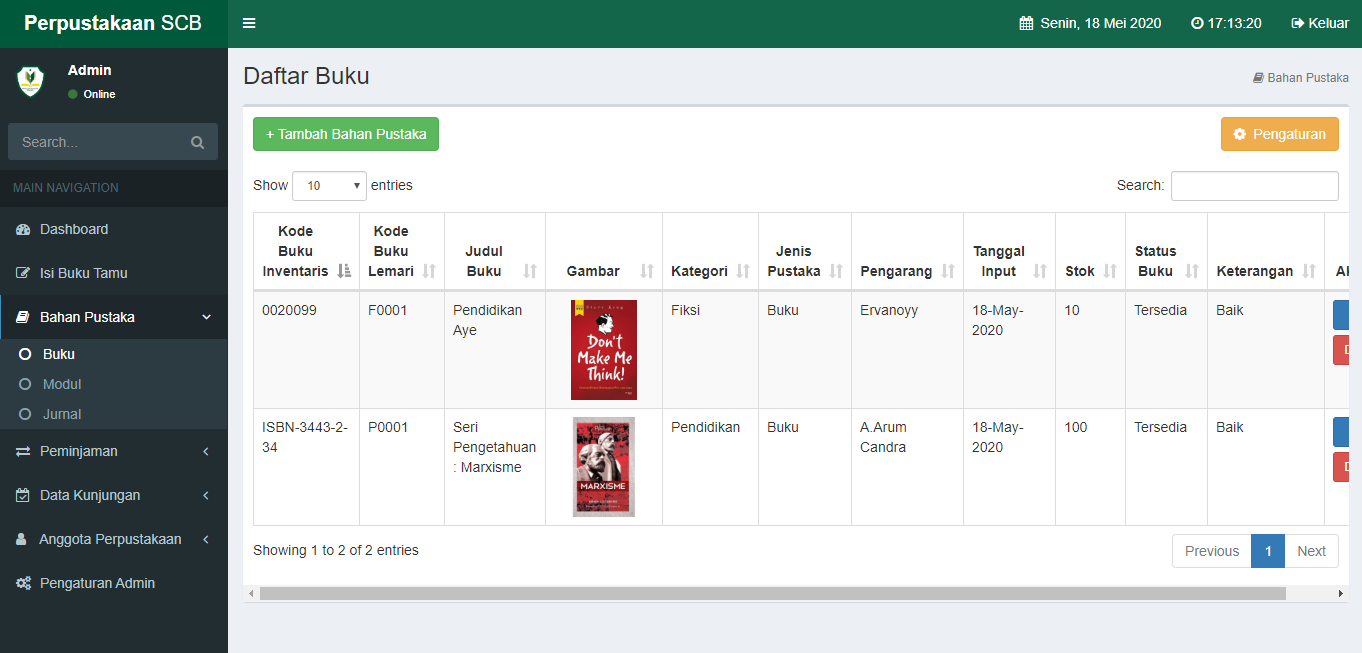 Perpustakaan SCB
Senin, 18 Mei 2020
17:13:20
Keluar
Admin
Online
Search...
MAIN NAVIGATION
Dashboard
Isi Buku Tamu
Bahan Pustaka
Buku
Modul
Jurnal
Peminjaman
Data Kunjungan
Anggota Perpustakaan
Pengaturan Admin
Daftar Buku
Bahan Pustaka
+ Tambah Bahan Pustaka
Pengaturan
Show 10 entries
Search:
Kode
Buku
Inventaris
Kode
Buku
Lemari
Judul
Buku
Gambar
Kategori
Jenis
Pustaka
Pengarang
Tanggal
Input
Stok
Status
Buku
Keterangan
0020099
F0001
Pendidikan
Aye
Don't
Make Me
Think!
Fiksi
Buku
Ervanoyy
18-May-
2020
10
Tersedia
Baik
ISBN-3443-2-
34
P0001
Seri
Pengetahuan
: Marxisme
MARXISME
Pendidikan
Buku
A.Arum
Candra
18-May-
2020
100
Tersedia
Baik
Showing 1 to 2 of 2 entries
Previous
1
Next